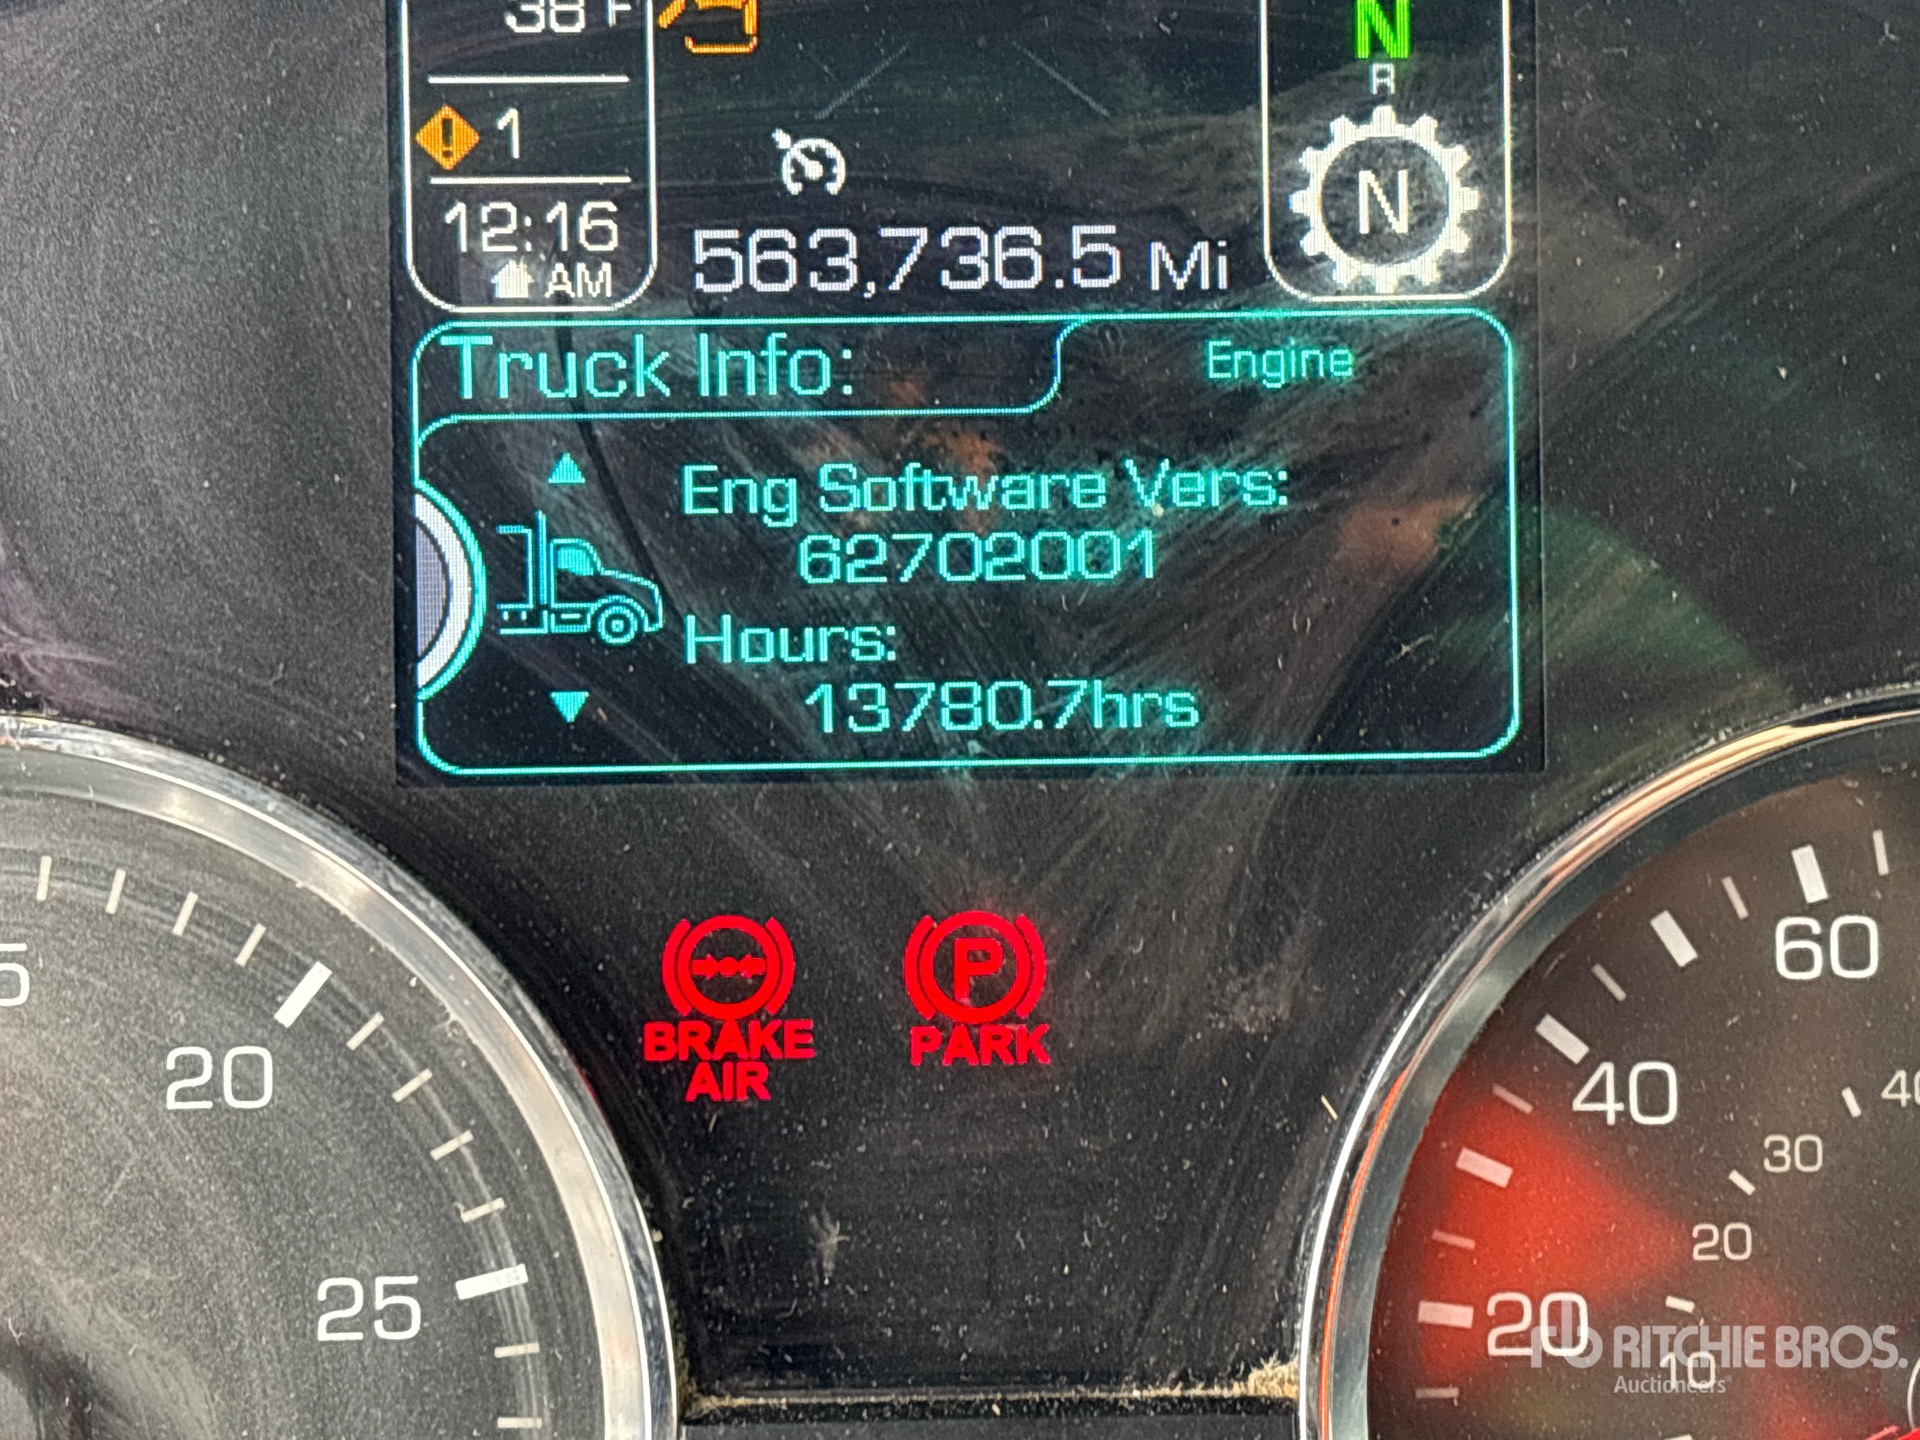 38 F
N
R
1
12:16
AM
N
563,736.5 Mi
Truck Info:
Engine
Eng Software Vers:
62702001
Hours:
13780.7hrs
BRAKE
AIR
P
PARK
5
20
25
60
40
20
40
30
20
10
RITCHIE BROS.
Auctioneers